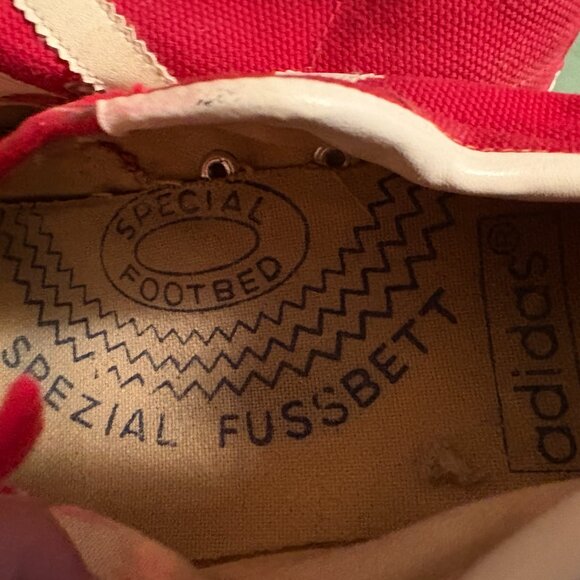 SPECIAL
FOOTBED
SPEZIAL FUSSBETT
adidas®